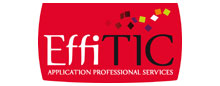 EffiTIC
APPLICATION PROFESSIONAL SERVICES